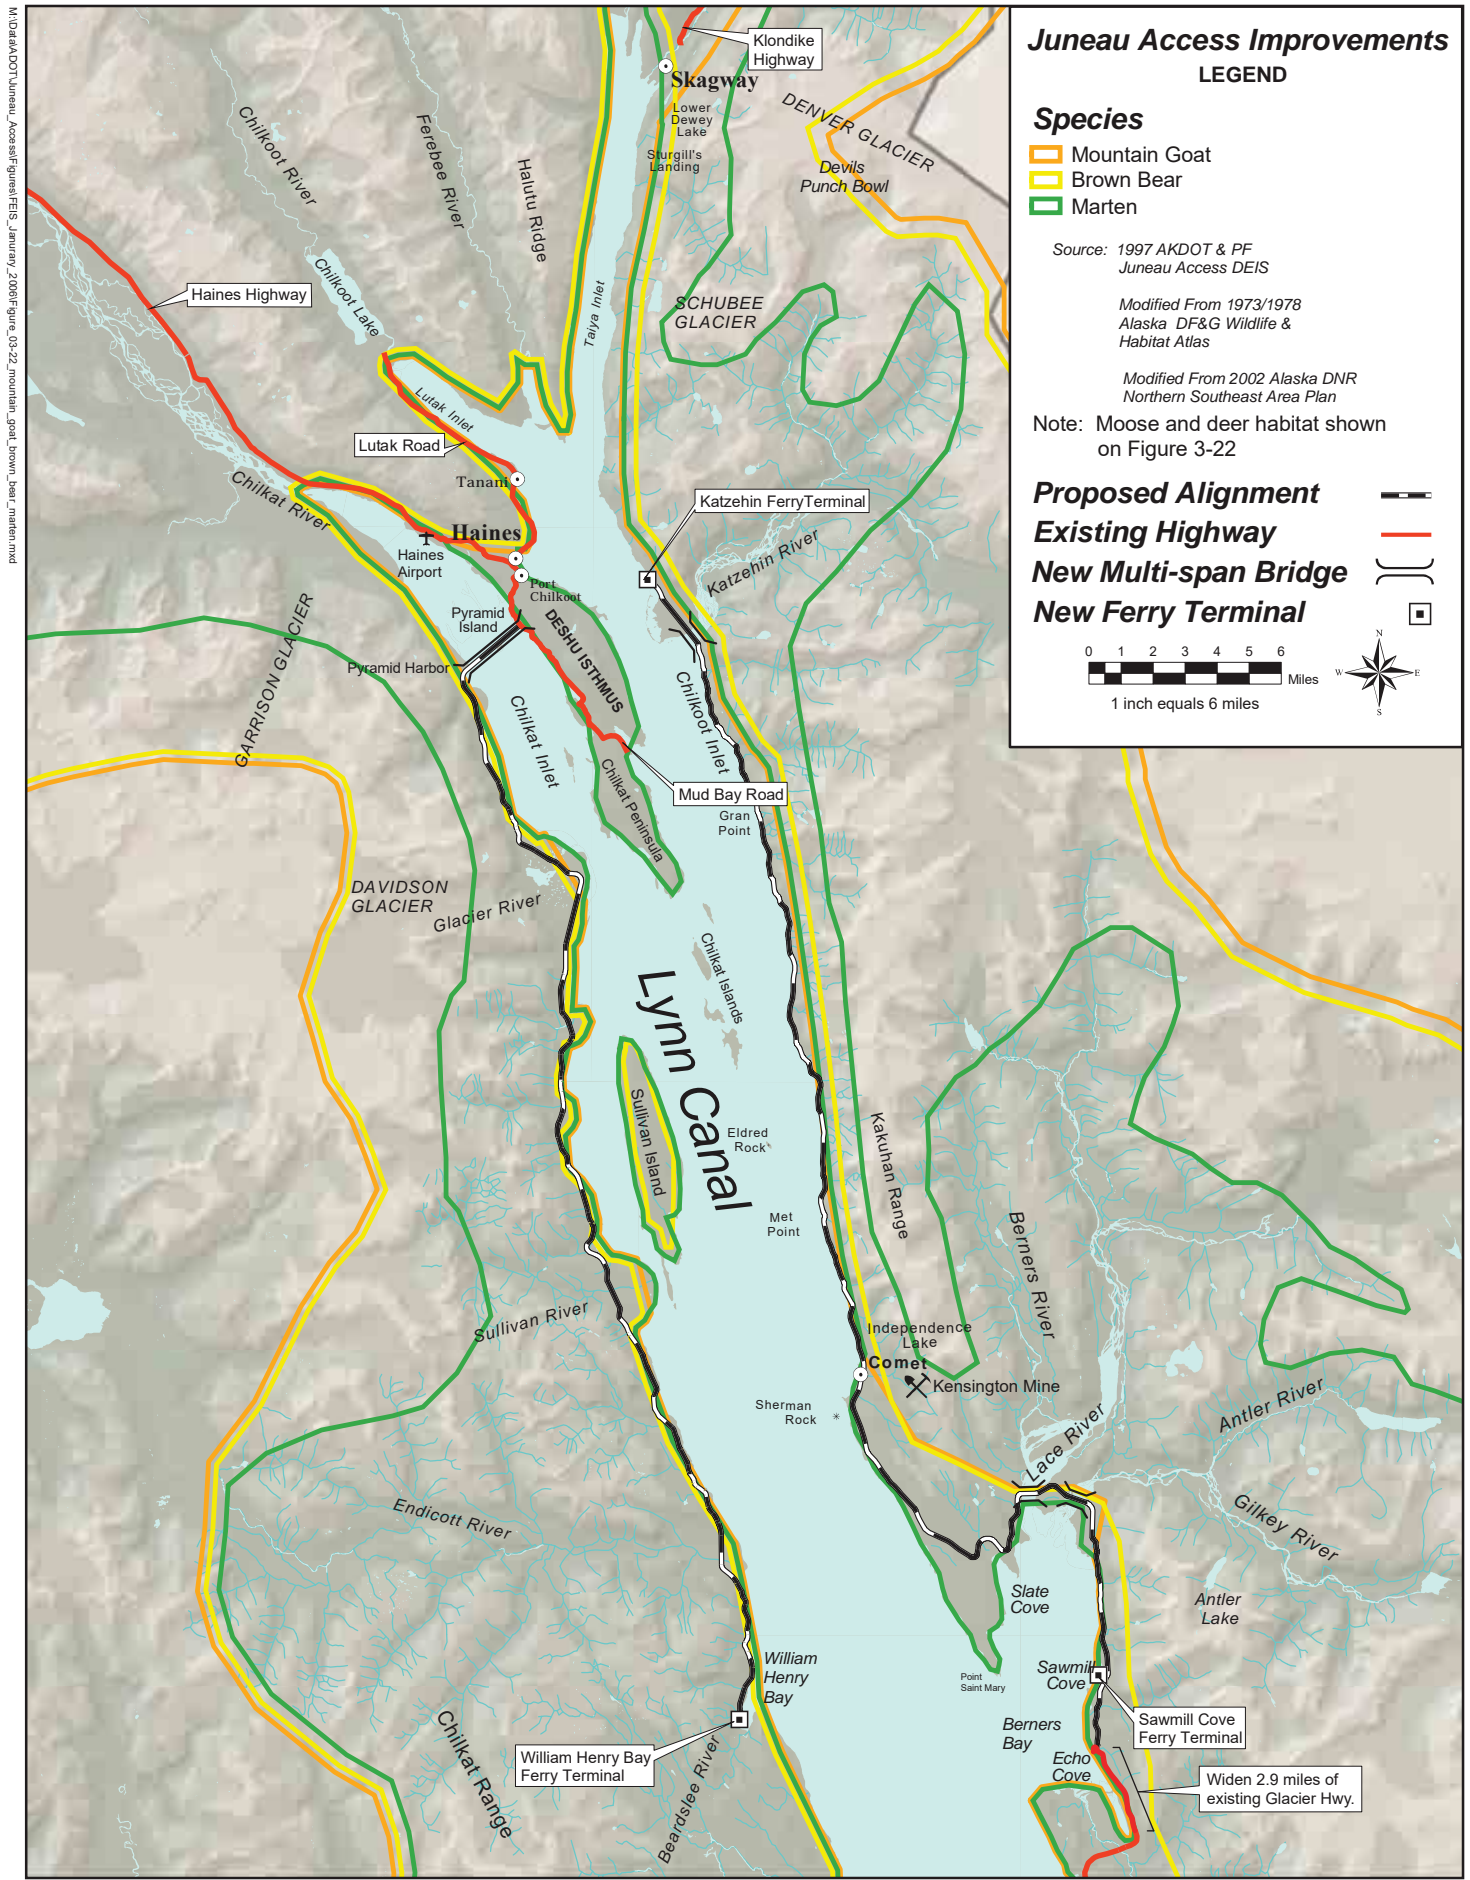 M:\Data\ADOT\Juneau_Access\Figures\FEIS_Janurary_2006\Figure_03-22_mountain_goat_brown_bear_marten.mxd
Juneau Access Improvements
LEGEND
Species
Mountain Goat
Brown Bear
Marten
Source: 1997 AKDOT & PF
Juneau Access DEIS
Modified From 1973/1978
Alaska DF&G Wildlife &
Habitat Atlas
Modified From 2002 Alaska DNR
Northern Southeast Area Plan
Note: Moose and deer habitat shown
on Figure 3-22
Proposed Alignment
Existing Highway
New Multi-span Bridge
New Ferry Terminal
0 1 2 3 4 5 6
Miles
1 inch equals 6 miles
N
W
E
S
Klondike
Highway
Skagway
Lower
Dewey
Lake
Sturgill's
Landing
DENVER GLACIER
Devils
Punch Bowl
Chilkoot River
Ferebee River
Halutu Ridge
Chilkoot Lake
Taiya Inlet
Haines Highway
SCHUBEE
GLACIER
Lutak Inlet
Lutak Road
Tanani
Chilkat River
Katzehin FerryTerminal
Haines
Haines
Airport
Katzehin River
Port
Chilkoot
Pyramid
Island
DESHU ISTHMUS
GARRISON GLACIER
Pyramid Harbor
Chilkat Inlet
Chilkoot Inlet
Mud Bay Road
Chilkat Peninsula
Gran
Point
DAVIDSON
GLACIER
Glacier River
Chilkat Islands
Lynn Canal
Sullivan Island
Eldred
Rock
Kakuhan Range
Met
Point
Berners River
Sullivan River
Independence
Lake
Comet
Kensington Mine
Sherman
Rock
Antler River
Lace River
Endicott River
Gilkey River
Slate
Cove
Antler
Lake
William
Henry
Bay
Point
Saint Mary
Sawmill
Cove
Sawmill Cove
Ferry Terminal
Berners
Bay
Chilkat Range
William Henry Bay
Ferry Terminal
Beardslee River
Echo
Cove
Widen 2.9 miles of
existing Glacier Hwy.